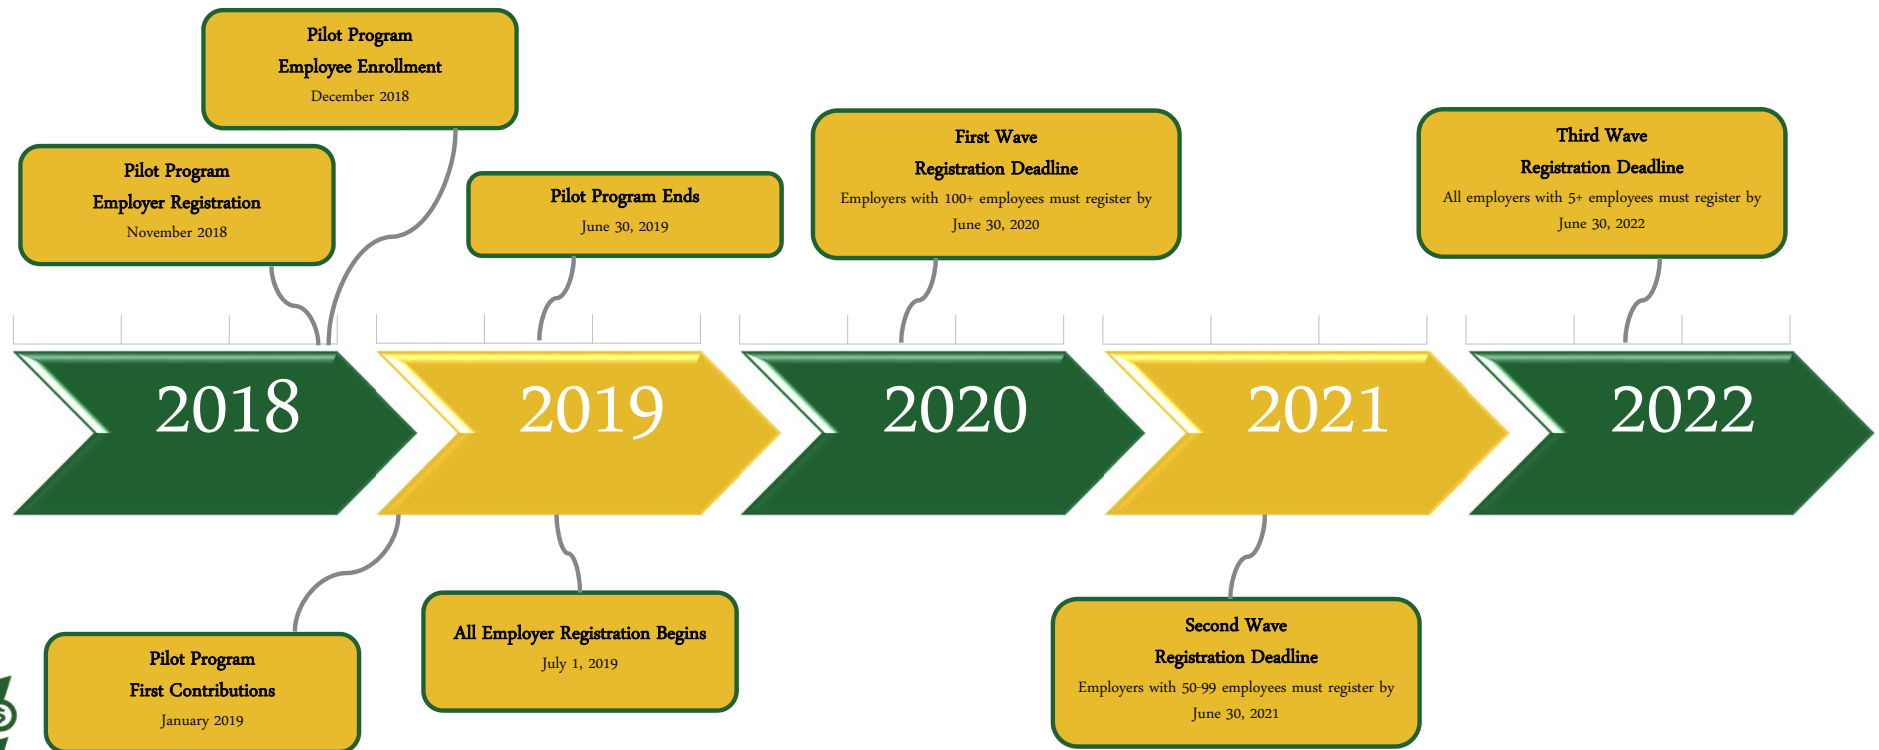 Pilot Program
Employee Enrollment
December 2018
Pilot Program
Employer Registration
November 2018
Pilot Program Ends
June 30, 2019
First Wave
Registration Deadline
Employers with 100+ employees must register by
June 30, 2020
Third Wave
Registration Deadline
All employers with 5+ employees must register by
June 30, 2022
2018
2019
2020
2021
2022
Pilot Program
First Contributions
January 2019
All Employer Registration Begins
July 1, 2019
Second Wave
Registration Deadline
Employers with 50-99 employees must register by
June 30, 2021
$